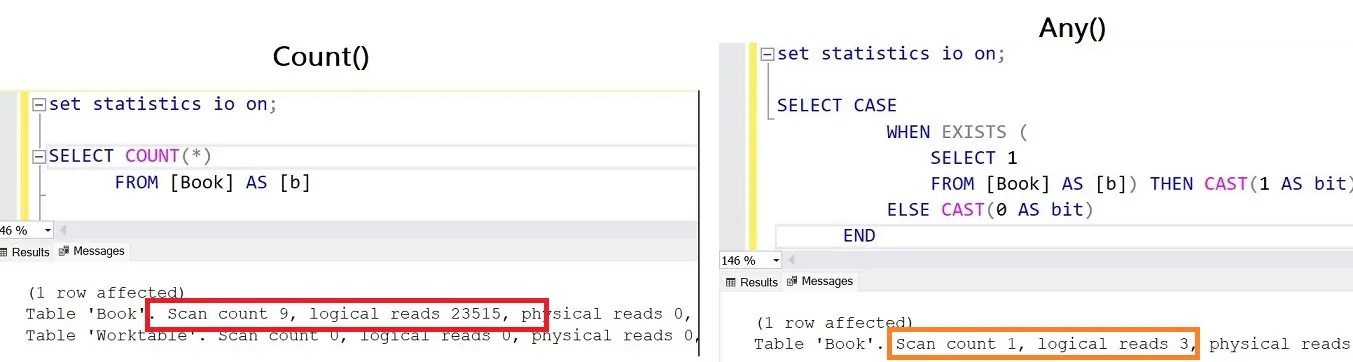 Count()
set statistics io on;
SELECT COUNT(*)
FROM [Book] AS [b]
46 %
Results Messages
(1 row affected)
Table 'Book'. Scan count 9, logical reads 23515, physical reads 0,
Table 'Worktable'. Scan count 0, logical reads 0, physical reads 0,
Any()
set statistics io on;
SELECT CASE
WHEN EXISTS (
SELECT 1
FROM [Book] AS [b]) THEN CAST(1 AS bit)
ELSE CAST(0 AS bit)
END
146 %
Results Messages
(1 row affected)
Table 'Book'. Scan count 1, logical reads 3, physical reads